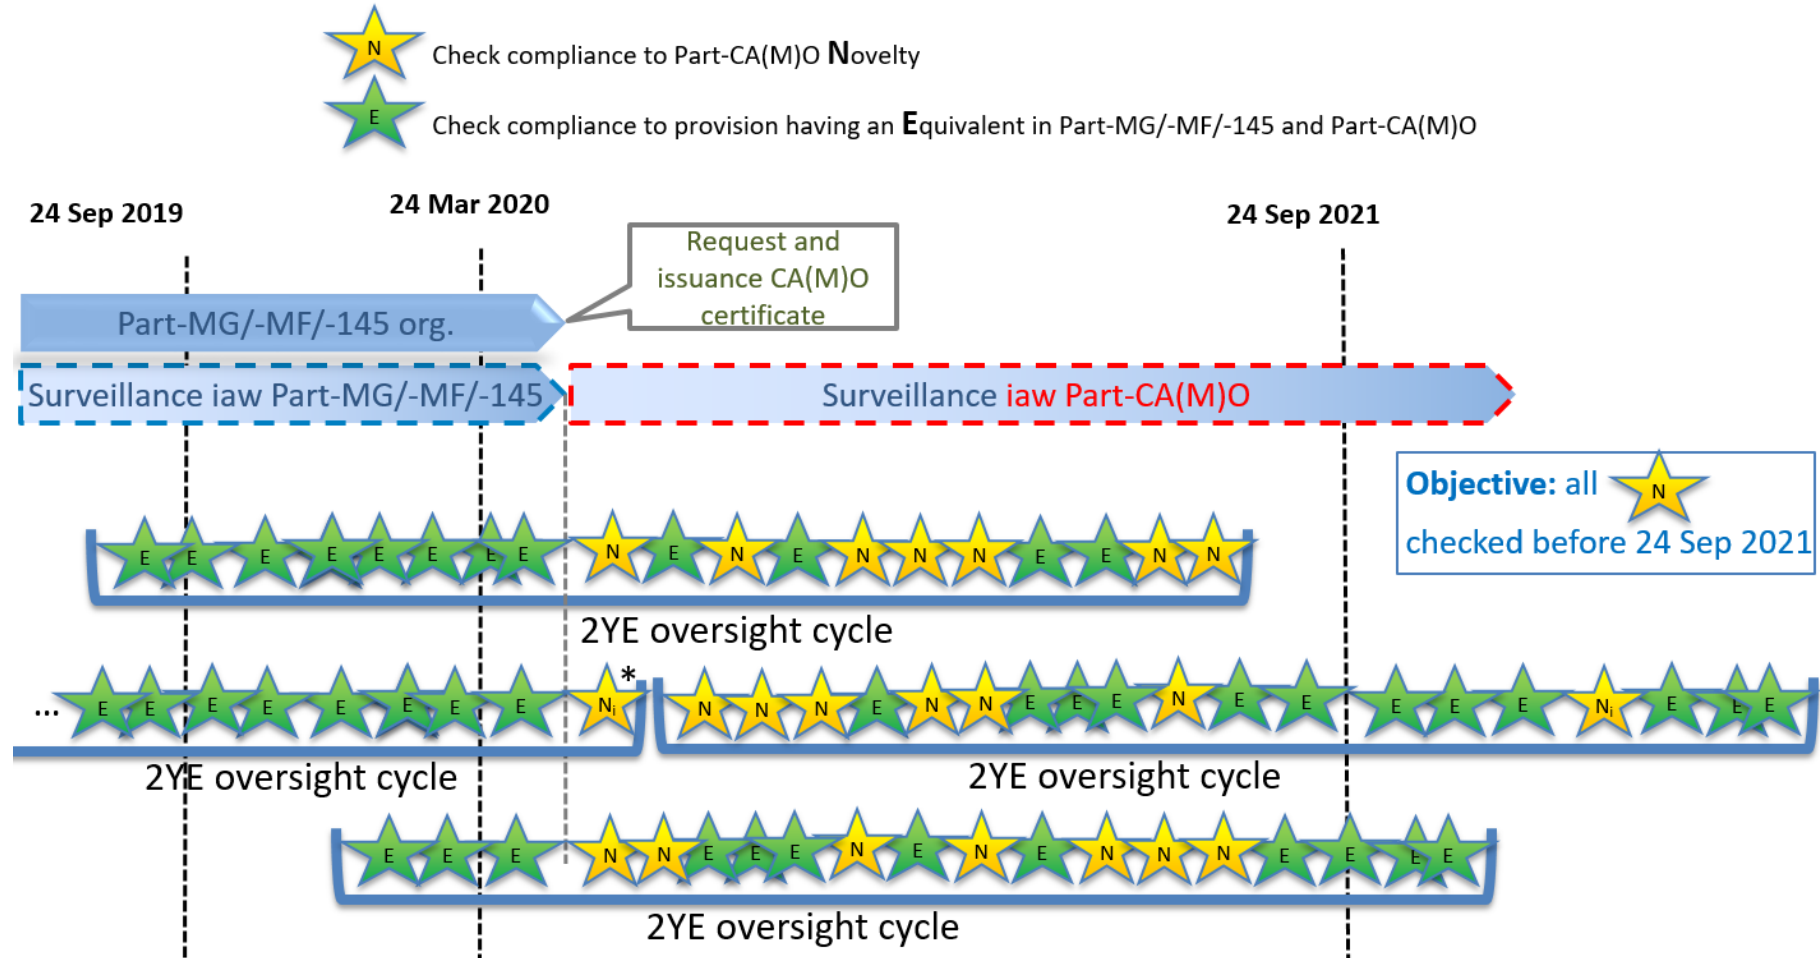 N
Check compliance to Part-CA(M)O Novelty
E
Check compliance to provision having an Equivalent in Part-MG/-MF/-145 and Part-CA(M)O
24 Sep 2019
24 Mar 2020
24 Sep 2021
Request and
issuance CA(M)O
certificate
Part-MG/-MF/-145 org.
Surveillance iaw Part-MG/-MF/-145
Surveillance iaw Part-CA(M)O
Objective: all N
checked before 24 Sep 2021
E E E E E E E E N E N E N N N E E N N
2YE oversight cycle
... E E E E E E E E Ni * N N N E N N E E E N E E E E E Ni E E E
2YE oversight cycle 2YE oversight cycle
E E E N N E E E N E N E N N N E E E E
2YE oversight cycle